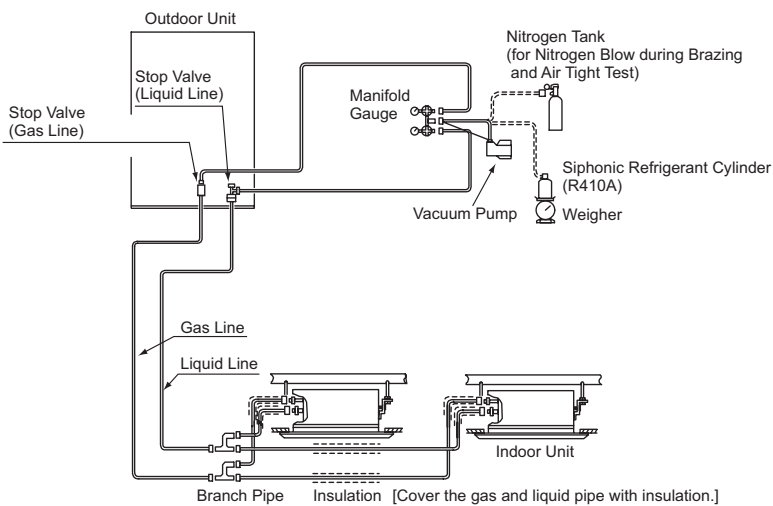 Outdoor Unit
Stop Valve
(Liquid Line)
Stop Valve
(Gas Line)
Manifold
Gauge
Nitrogen Tank
(for Nitrogen Blow during Brazing
and Air Tight Test)
Siphonic Refrigerant Cylinder
(R410A)
Vacuum Pump
Weigher
Gas Line
Liquid Line
Indoor Unit
Branch Pipe
Insulation
[Cover the gas and liquid pipe with insulation.]